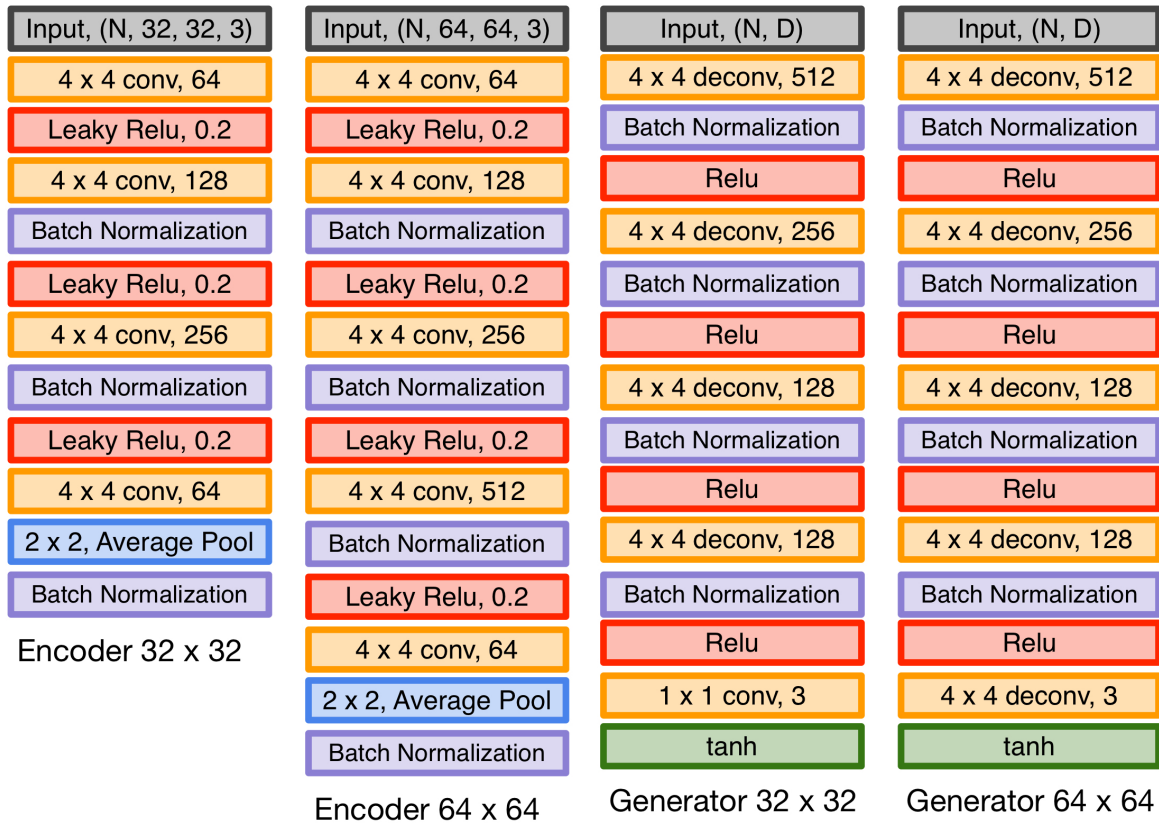 Input, (N, 32, 32, 3)
4 x 4 conv, 64
Leaky Relu, 0.2
4 x 4 conv, 128
Batch Normalization
Leaky Relu, 0.2
4 x 4 conv, 256
Batch Normalization
Leaky Relu, 0.2
4 x 4 conv, 64
2 x 2, Average Pool
Batch Normalization
Encoder 32 x 32
Input, (N, 64, 64, 3)
4 x 4 conv, 64
Leaky Relu, 0.2
4 x 4 conv, 128
Batch Normalization
Leaky Relu, 0.2
4 x 4 conv, 256
Batch Normalization
Leaky Relu, 0.2
4 x 4 conv, 512
Batch Normalization
Leaky Relu, 0.2
4 x 4 conv, 64
2 x 2, Average Pool
Batch Normalization
Encoder 64 x 64
Input, (N, D)
4 x 4 deconv, 512
Batch Normalization
Relu
4 x 4 deconv, 256
Batch Normalization
Relu
4 x 4 deconv, 128
Batch Normalization
Relu
4 x 4 deconv, 128
Batch Normalization
Relu
1 x 1 conv, 3
tanh
Generator 32 x 32
Input, (N, D)
4 x 4 deconv, 512
Batch Normalization
Relu
4 x 4 deconv, 256
Batch Normalization
Relu
4 x 4 deconv, 128
Batch Normalization
Relu
4 x 4 deconv, 128
Batch Normalization
Relu
4 x 4 deconv, 3
tanh
Generator 64 x 64